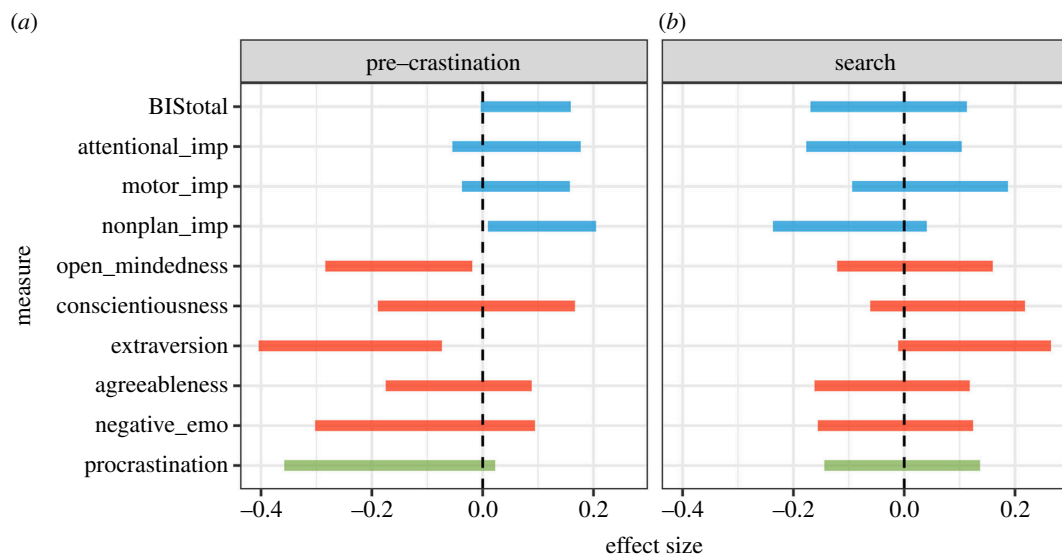 (a)
(b)
pre–crastination
search
measure
BIStotal
attentional_imp
motor_imp
nonplan_imp
open_mindedness
conscientiousness
extraversion
agreeableness
negative_emo
procrastination
–0.4 –0.2 0.0 0.2
–0.4 –0.2 0.0 0.2
effect size